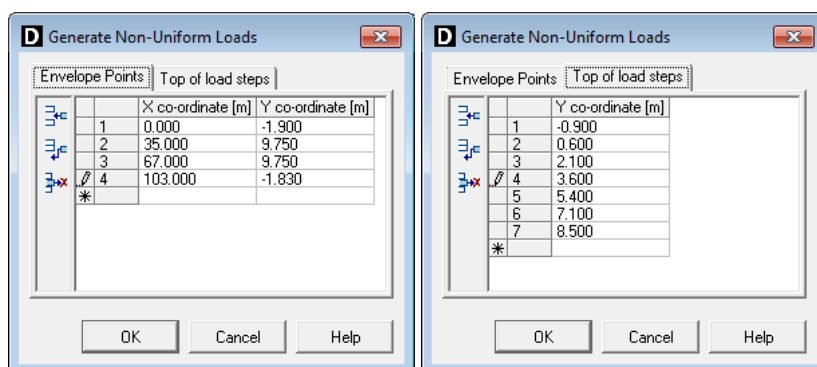 D Generate Non-Uniform Loads
Envelope Points Top of load steps
X co-ordinate [m] Y co-ordinate [m]
1 0.000 -1.900
2 35.000 9.750
3 67.000 9.750
4 103.000 -1.830
*
OK Cancel Help
D Generate Non-Uniform Loads
Envelope Points Top of load steps
Y co-ordinate [m]
1 -0.900
2 0.600
3 2.100
4 3.600
5 5.400
6 7.100
7 8.500
*
OK Cancel Help